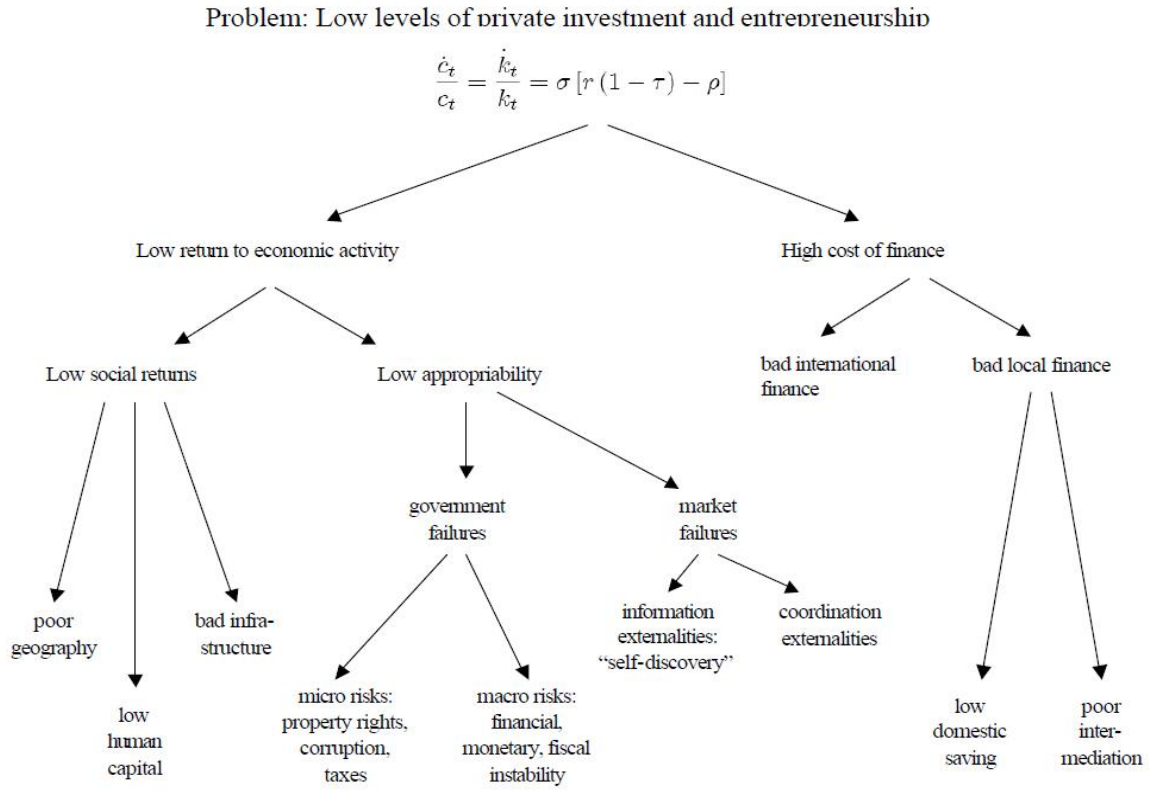 Problem: Low levels of private investment and entrepreneurship
ċₜ/cₜ = k̇ₜ/kₜ = σ [r (1 − τ) − ρ]
Low return to economic activity
High cost of finance
Low social returns
Low appropriability
bad international
finance
bad local finance
government
failures
market
failures
poor
geography
bad infra-
structure
information
externalities:
“self-discovery”
coordination
externalities
low
human
capital
micro risks:
property rights,
corruption,
taxes
macro risks:
financial,
monetary, fiscal
instability
low
domestic
saving
poor
inter-
mediation